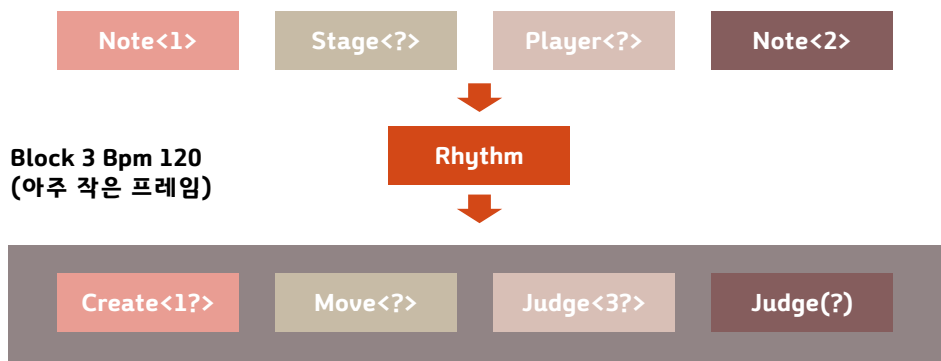 Note<1>
Stage<?>
Player<?>
Note<2>
Rhythm
Block 3 Bpm 120
(아주 작은 프레임)
Create<1?>
Move<?>
Judge<3?>
Judge(?)